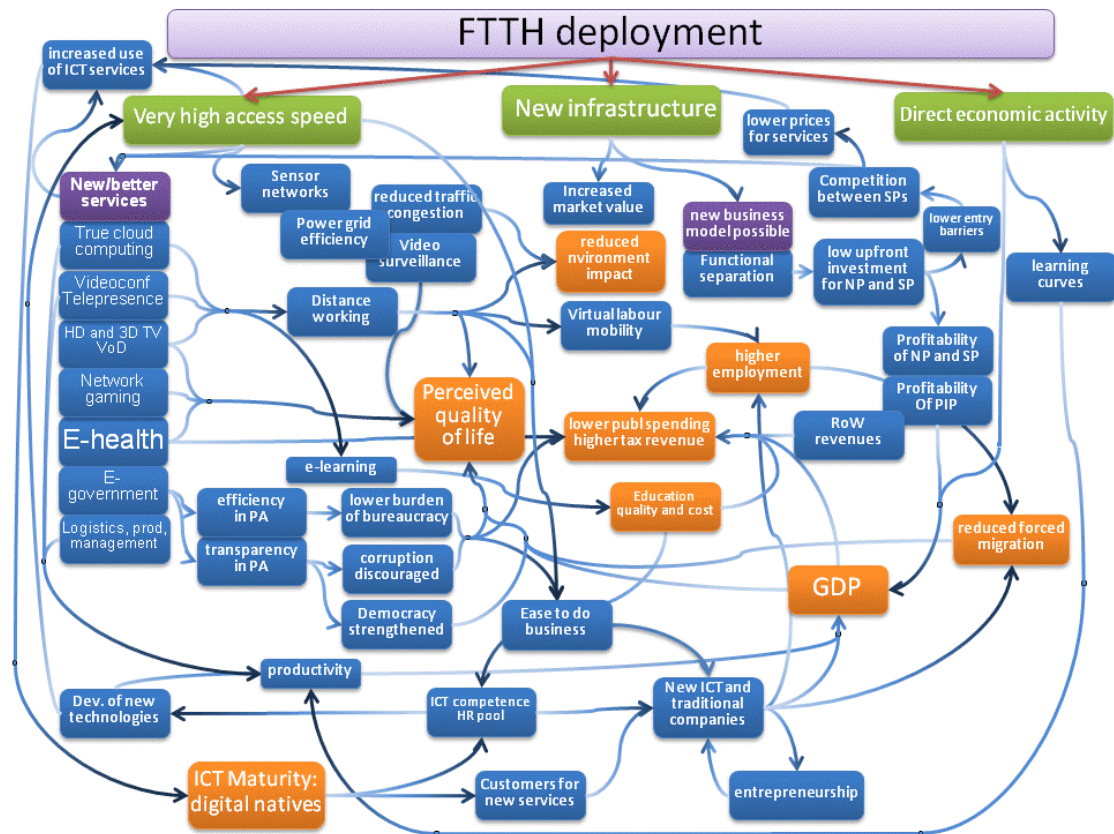 FTTH deployment
increased use
of ICT services
Very high access speed
New infrastructure
lower prices
for services
Direct economic activity
New/better
services
Sensor
networks
reduced traffic
congestion
Increased
market value
new business
model possible
Competition
between SPs
True cloud
computing
Power grid
efficiency
Video
surveillance
reduced
nvironment
impact
Functional
separation
low upfront
investment
for NP and SP
lower entry
barriers
learning
curves
Videoconf
Telepresence
Distance
working
Virtual labour
mobility
HD and 3D TV
VoD
higher
employment
Profitability
of NP and SP
Network
gaming
Perceived
quality
of life
Profitability
Of PIP
E-health
lower publ spending
higher tax revenue
RoW
revenues
e-learning
E-
government
efficiency
in PA
lower burden
of bureaucracy
Education
quality and cost
Logistics, prod,
management
transparency
in PA
corruption
discouraged
reduced forced
migration
GDP
Democracy
strengthened
Ease to do
business
productivity
Dev. of new
technologies
ICT competence
HR pool
New ICT and
traditional
companies
ICT Maturity:
digital natives
Customers for
new services
entrepreneurship